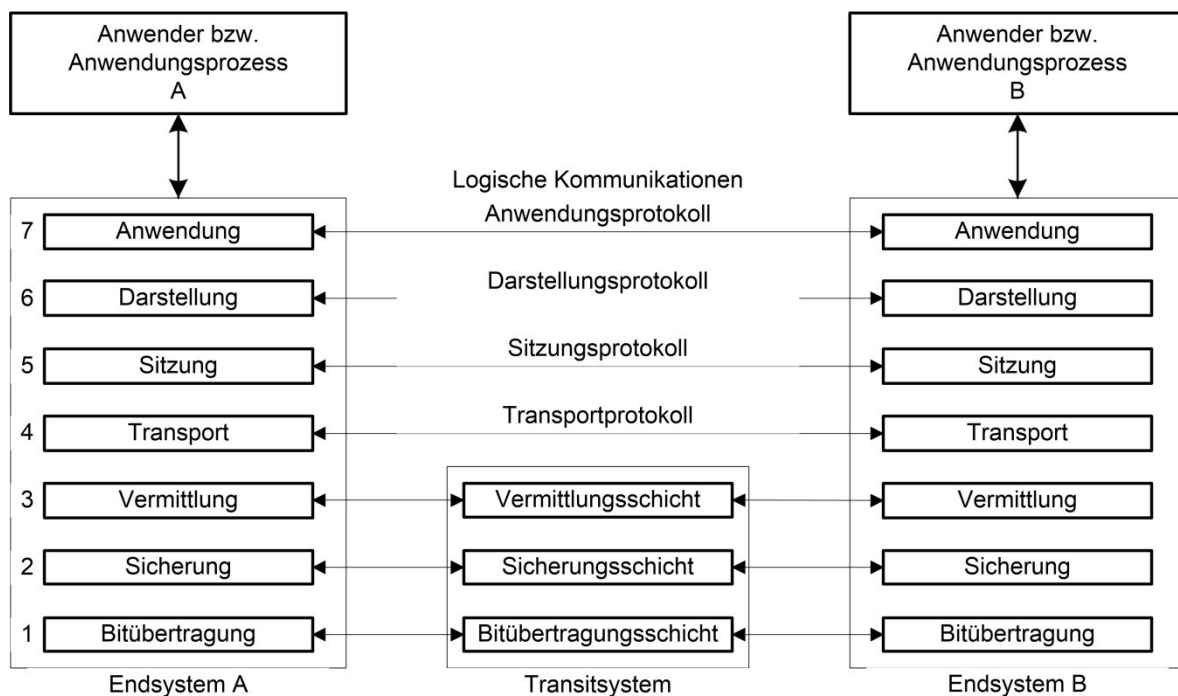 Anwender bzw.
Anwendungsprozess
A
Anwender bzw.
Anwendungsprozess
B
Logische Kommunikationen
7 Anwendung Anwendungsprotokoll Anwendung
6 Darstellung Darstellungsprotokoll Darstellung
5 Sitzung Sitzungsprotokoll Sitzung
4 Transport Transportprotokoll Transport
3 Vermittlung Vermittlungsschicht Vermittlung
2 Sicherung Sicherungsschicht Sicherung
1 Bitübertragung Bitübertragungsschicht Bitübertragung
Endsystem A Transitsystem Endsystem B